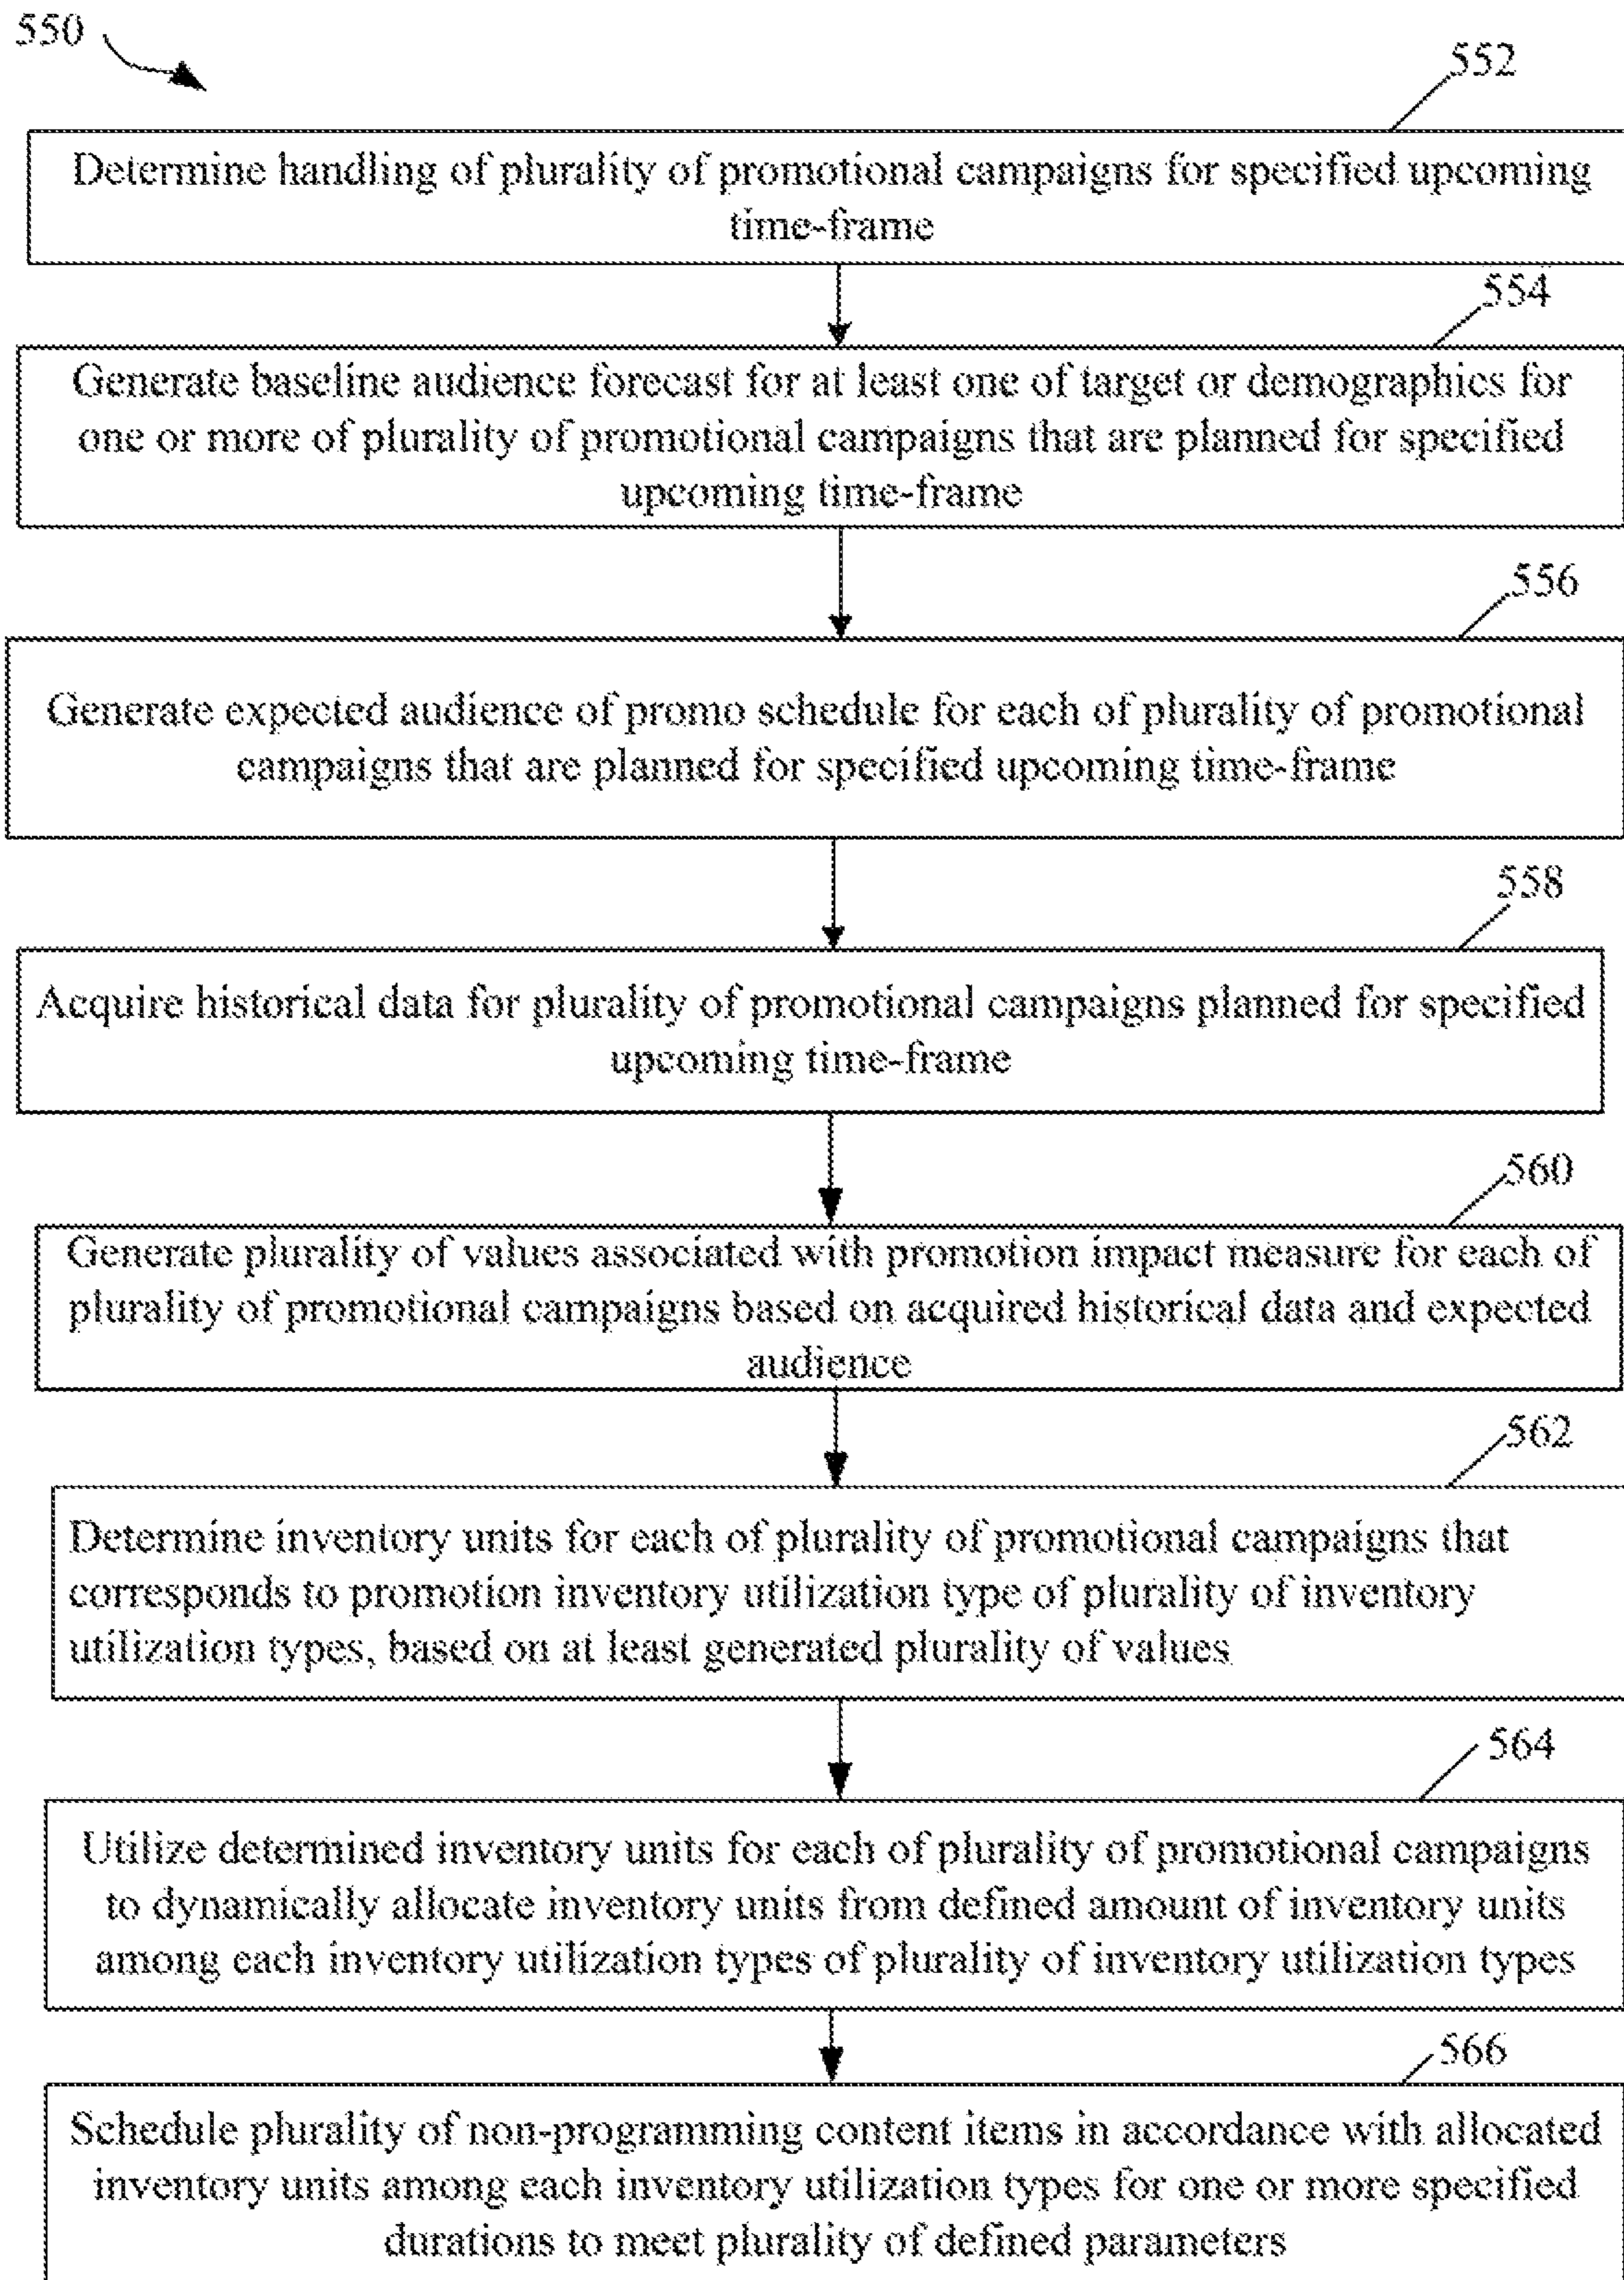 550
552
Determine handling of plurality of promotional campaigns for specified upcoming
time-frame
554
Generate baseline audience forecast for at least one of target or demographics for
one or more of plurality of promotional campaigns that are planned for specified
upcoming time-frame
556
Generate expected audience of promo schedule for each of plurality of promotional
campaigns that are planned for specified upcoming time-frame
558
Acquire historical data for plurality of promotional campaigns planned for specified
upcoming time-frame
560
Generate plurality of values associated with promotion impact measure for each of
plurality of promotional campaigns based on acquired historical data and expected
audience
562
Determine inventory units for each of plurality of promotional campaigns that
corresponds to promotion inventory utilization type of plurality of inventory
utilization types, based on at least generated plurality of values
564
Utilize determined inventory units for each of plurality of promotional campaigns
to dynamically allocate inventory units from defined amount of inventory units
among each inventory utilization types of plurality of inventory utilization types
566
Schedule plurality of non-programming content items in accordance with allocated
inventory units among each inventory utilization types for one or more specified
durations to meet plurality of defined parameters